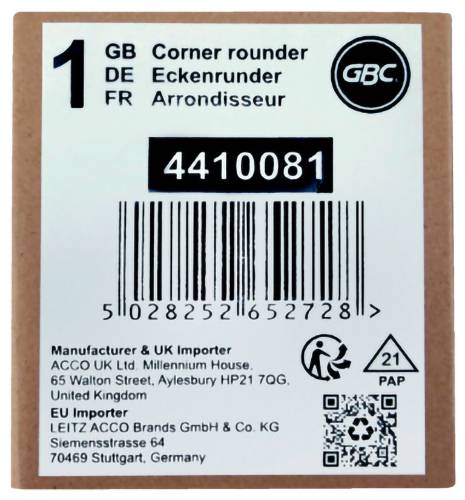 1
GB Corner rounder
DE Eckenrunder
FR Arrondisseur
GBC
4410081
5 028252 652728 >
Manufacturer & UK Importer
ACCO UK Ltd. Millennium House,
65 Walton Street, Aylesbury HP21 7QG,
United Kingdom
EU Importer
LEITZ ACCO Brands GmbH & Co. KG
Siemensstrasse 64
70469 Stuttgart, Germany
21
PAP